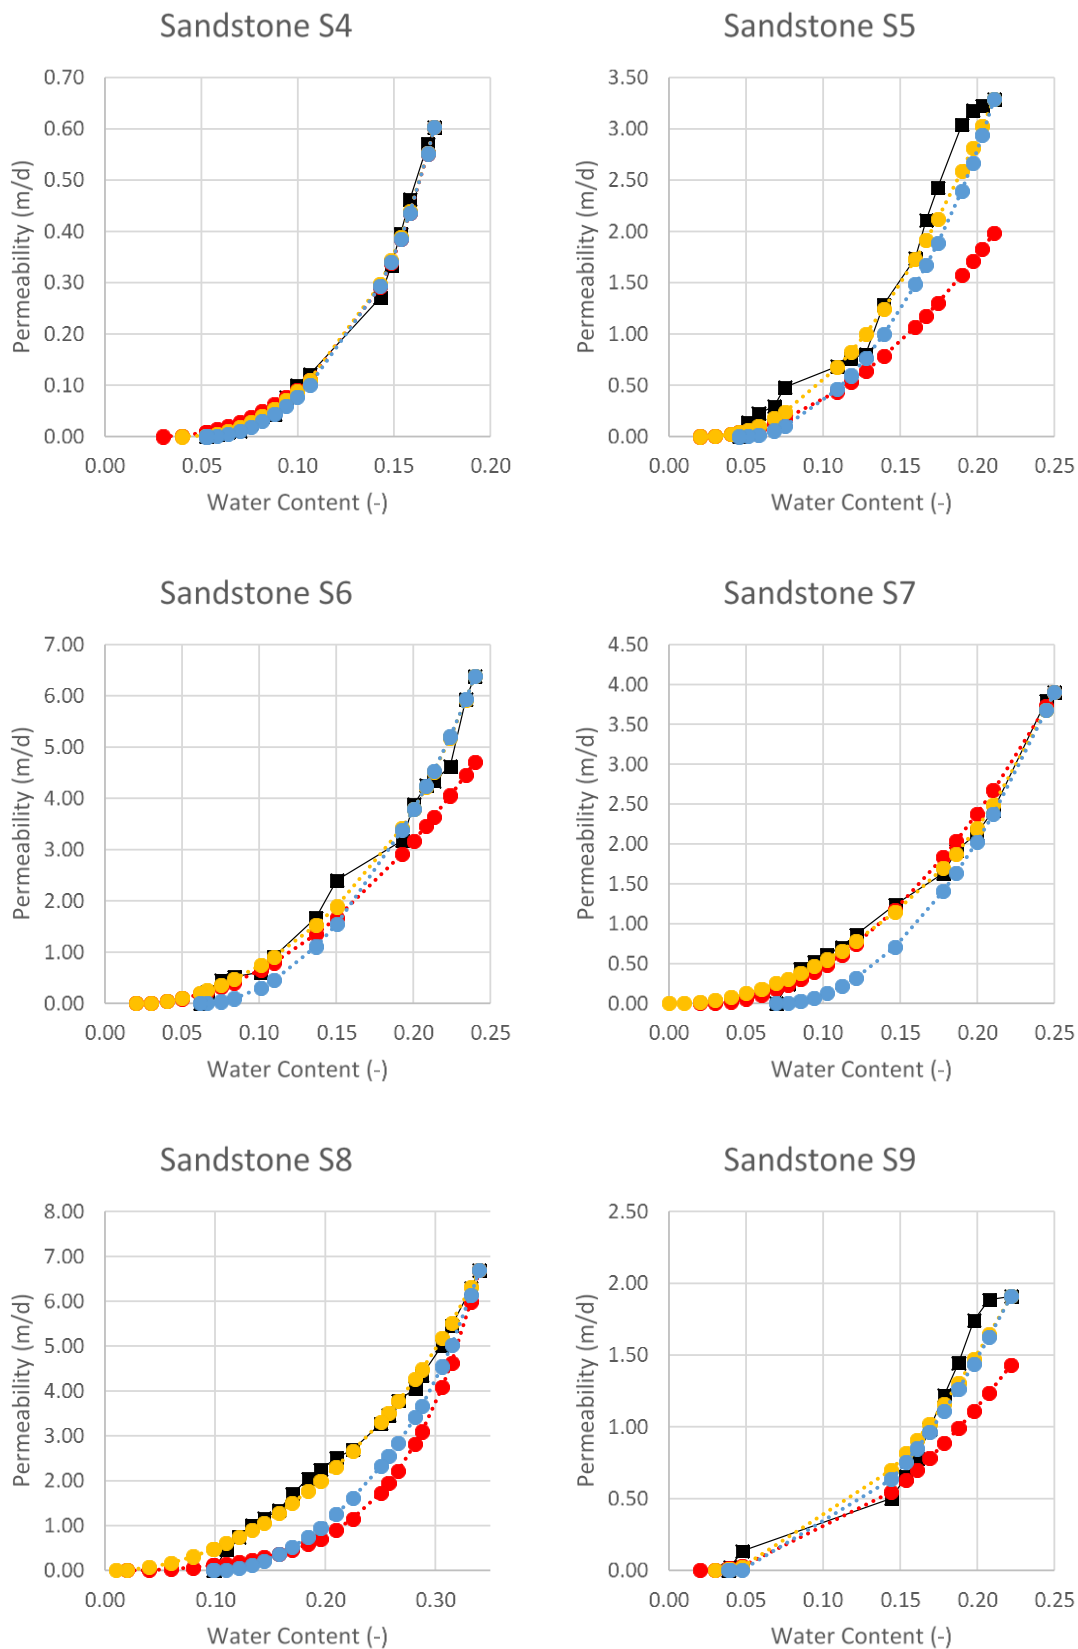 Sandstone S4
Sandstone S5
0.70
0.60
0.50
0.40
0.30
0.20
0.10
0.00
Permeability (m/d)
0.00 0.05 0.10 0.15 0.20
Water Content (-)
3.50
3.00
2.50
2.00
1.50
1.00
0.50
0.00
Permeability (m/d)
0.00 0.05 0.10 0.15 0.20 0.25
Water Content (-)
Sandstone S6
Sandstone S7
7.00
6.00
5.00
4.00
3.00
2.00
1.00
0.00
Permeability (m/d)
0.00 0.05 0.10 0.15 0.20 0.25
Water Content (-)
4.50
4.00
3.50
3.00
2.50
2.00
1.50
1.00
0.50
0.00
Permeability (m/d)
0.00 0.05 0.10 0.15 0.20 0.25
Water Content (-)
Sandstone S8
Sandstone S9
8.00
7.00
6.00
5.00
4.00
3.00
2.00
1.00
0.00
Permeability (m/d)
0.00 0.10 0.20 0.30
Water Content (-)
2.50
2.00
1.50
1.00
0.50
0.00
Permeability (m/d)
0.00 0.05 0.10 0.15 0.20 0.25
Water Content (-)